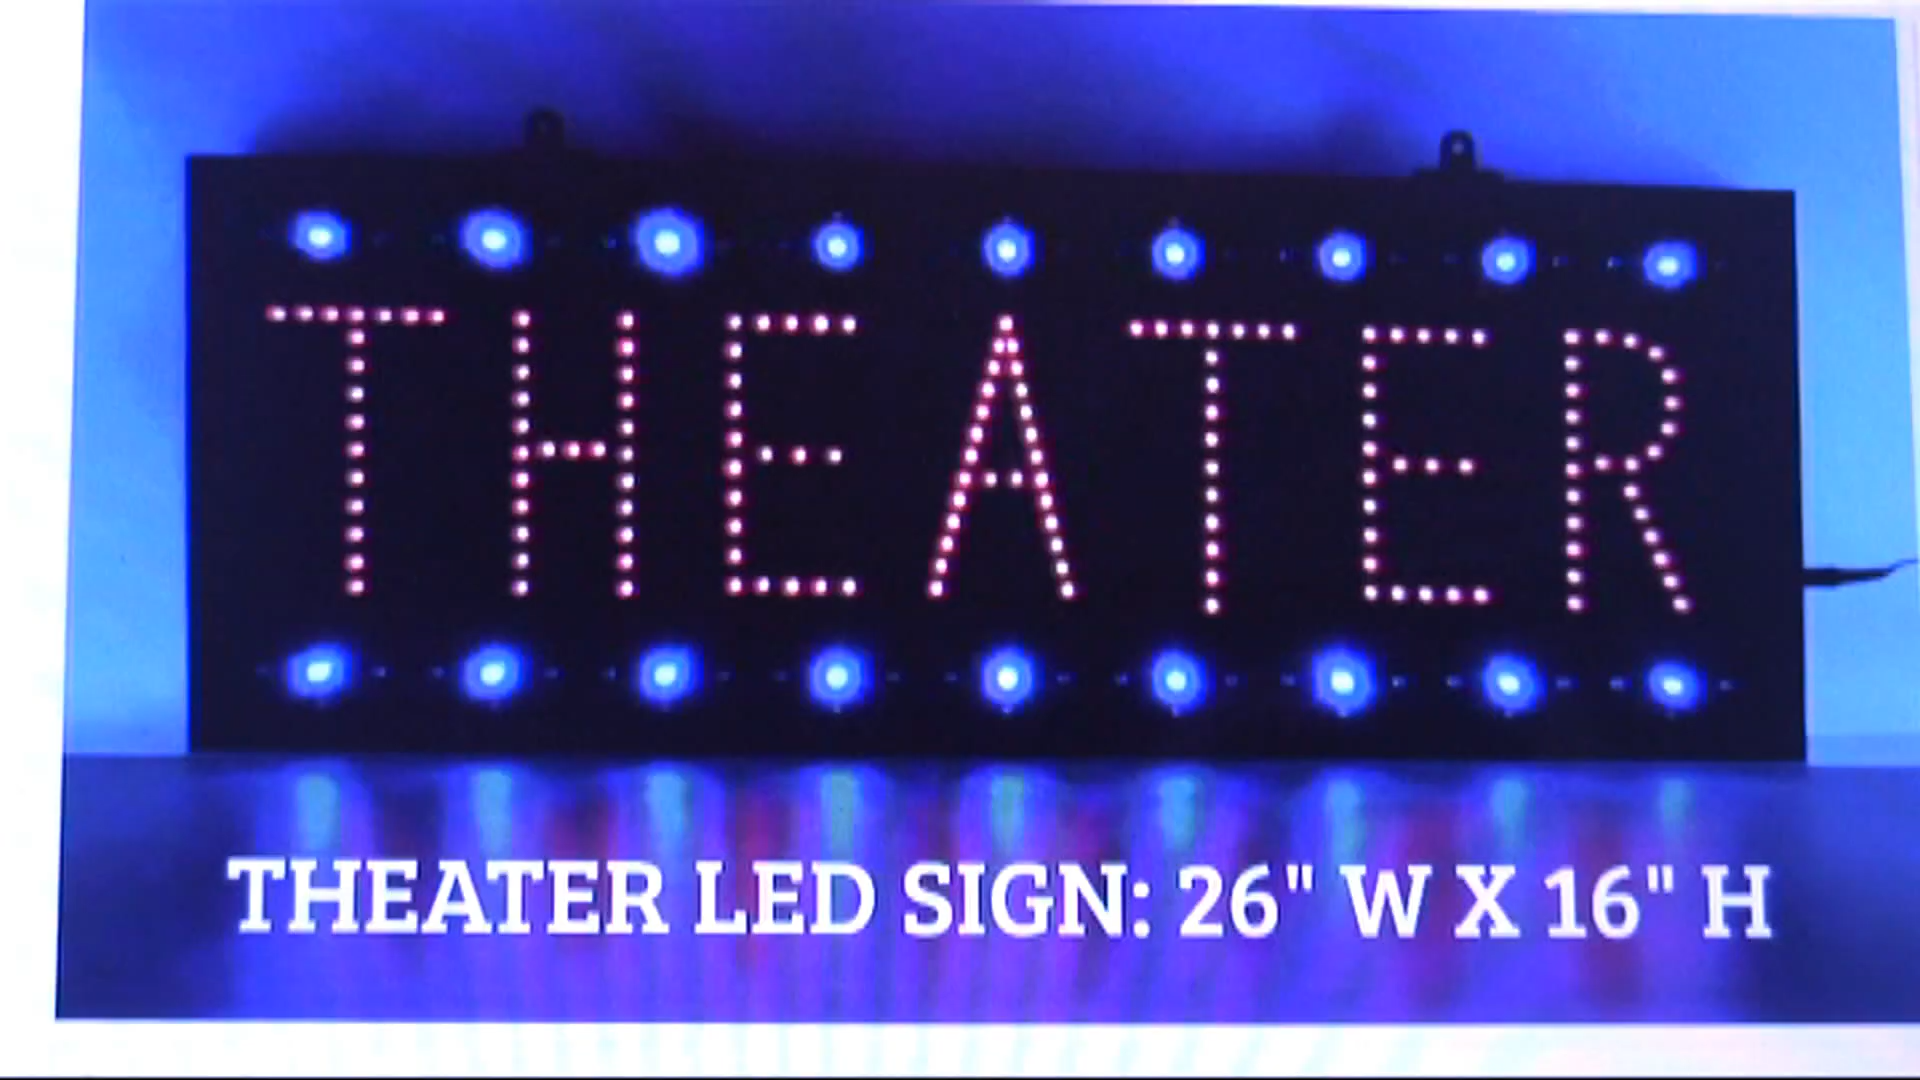 THEATER
THEATER LED SIGN: 26" W X 16" H